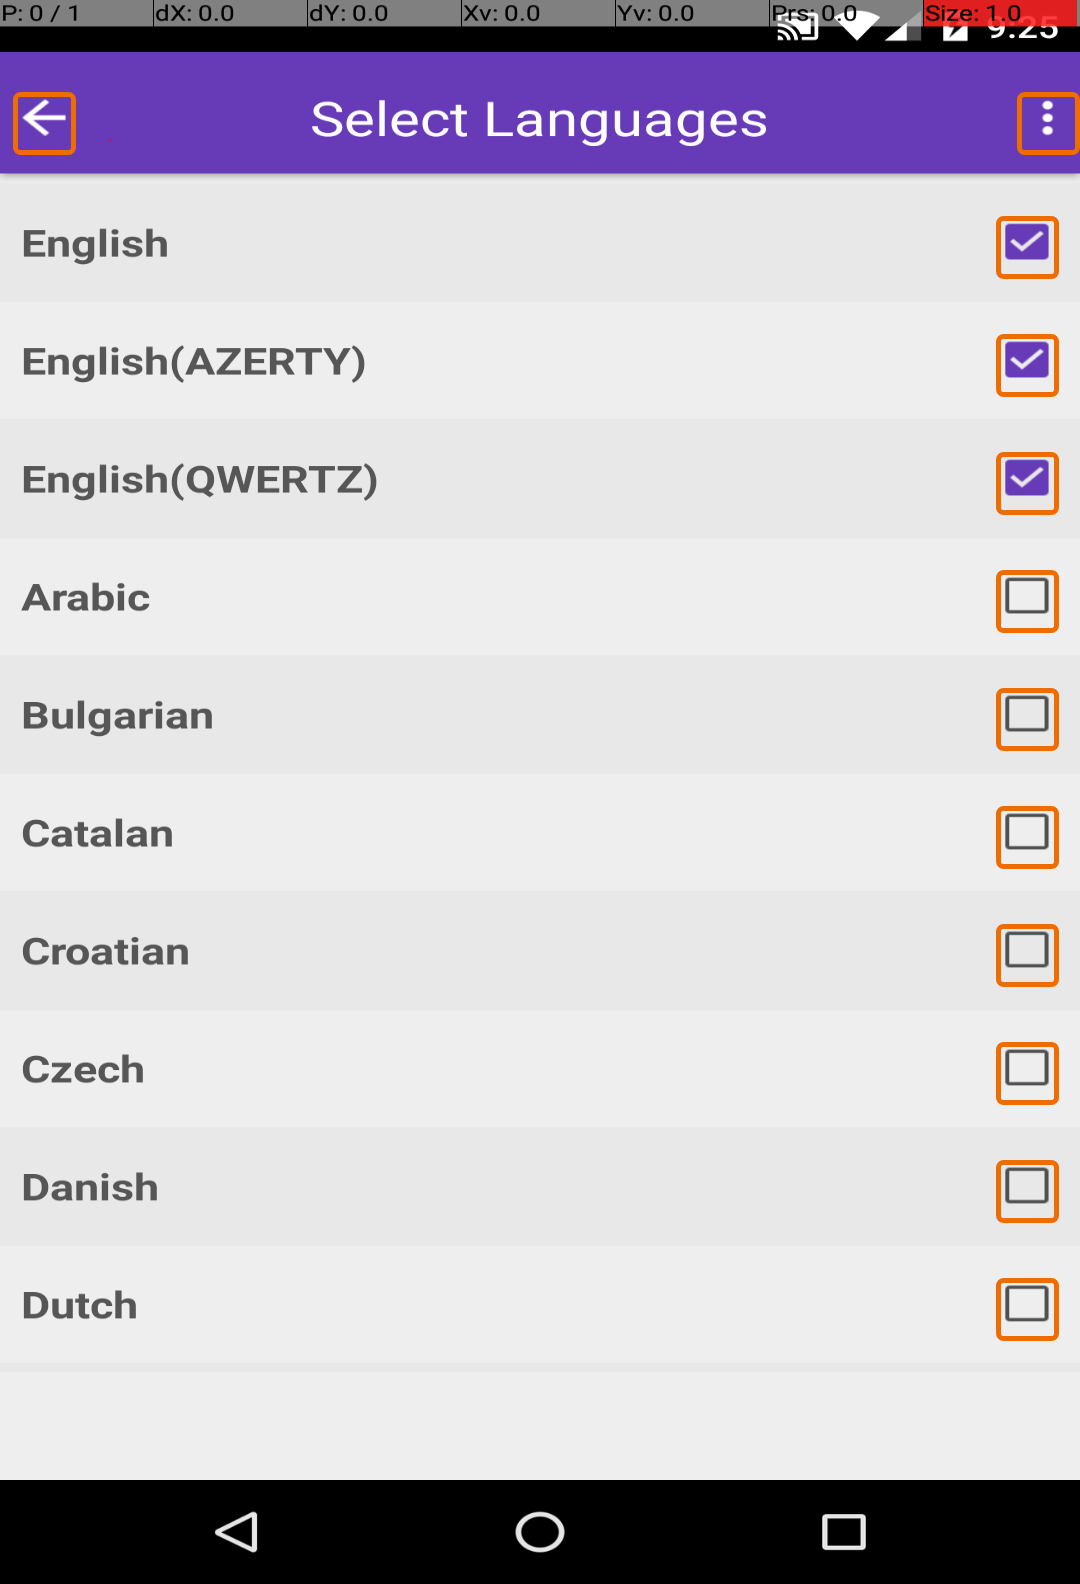 P: 0 / 1 dX: 0.0 dY: 0.0 Xv: 0.0 Yv: 0.0 Prs: 0.0 Size: 1.0
9:25
Select Languages
English
English(AZERTY)
English(QWERTZ)
Arabic
Bulgarian
Catalan
Croatian
Czech
Danish
Dutch